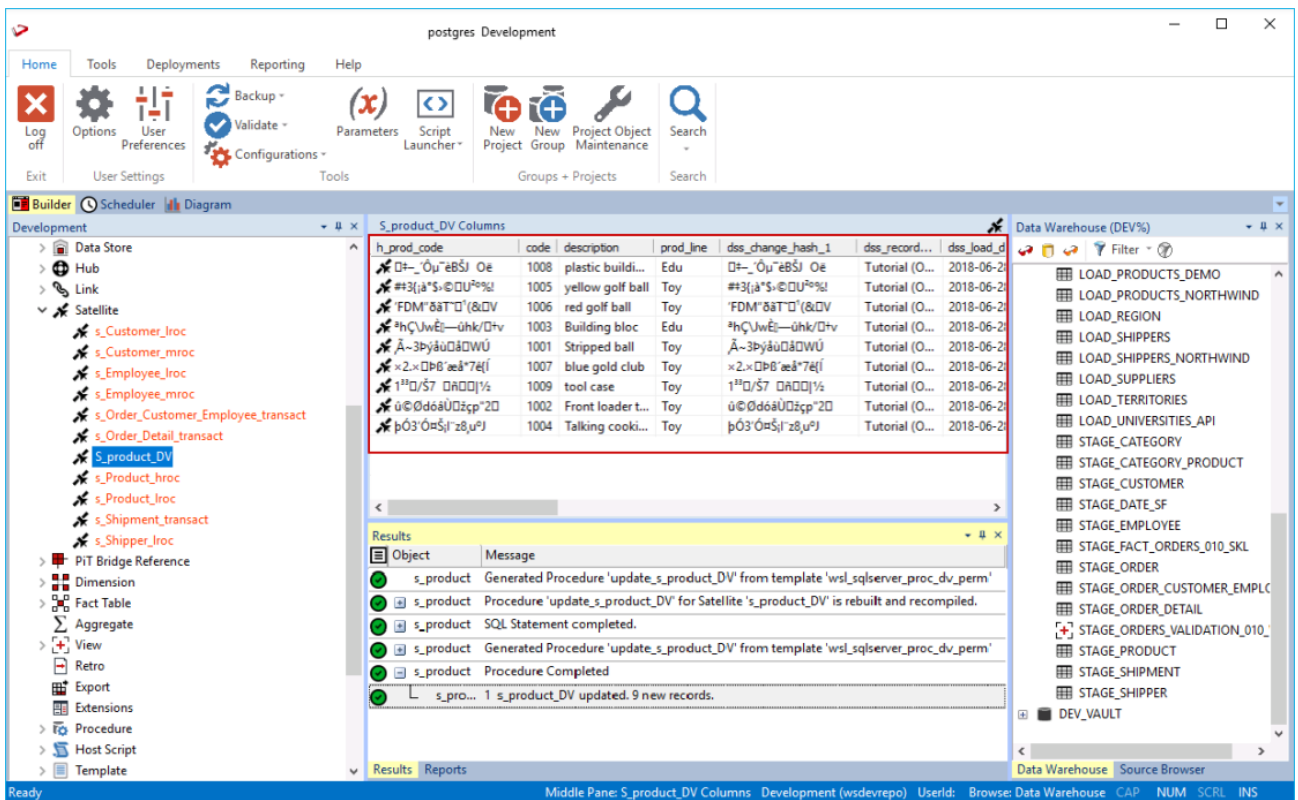 postgres Development
Home Tools Deployments Reporting Help
Log off
Options
User Preferences
Backup
Validate
Configurations
Parameters
Script Launcher
New Project
New Group
Project Object Maintenance
Search
Exit User Settings Tools Groups + Projects Search
Builder Scheduler Diagram
Development
Data Store
Hub
Link
Satellite
s_Customer_lroc
s_Customer_mroc
s_Employee_lroc
s_Employee_mroc
s_Order_Customer_Employee_transact
s_Order_Detail_transact
S_product_DV
s_Product_hroc
s_Product_lroc
s_Shipment_transact
s_Shipper_lroc
PiT Bridge Reference
Dimension
Fact Table
Aggregate
View
Retro
Export
Extensions
Procedure
Host Script
Template
S_product_DV Columns
h_prod_code code description prod_line dss_change_hash_1 dss_record... dss_load_d
1008 plastic buildi... Edu Tutorial (O... 2018-06-28
1005 yellow golf ball Toy Tutorial (O... 2018-06-28
1006 red golf ball Toy Tutorial (O... 2018-06-28
1003 Building bloc Edu Tutorial (O... 2018-06-28
1001 Stripped ball Toy Tutorial (O... 2018-06-28
1007 blue gold club Toy Tutorial (O... 2018-06-28
1009 tool case Toy Tutorial (O... 2018-06-28
1002 Front loader t... Toy Tutorial (O... 2018-06-28
1004 Talking cooki... Toy Tutorial (O... 2018-06-28
Results
Object Message
s_product Generated Procedure 'update_s_product_DV' from template 'wsl_sqlserver_proc_dv_perm'
s_product Procedure 'update_s_product_DV' for Satellite 's_product_DV' is rebuilt and recompiled.
s_product SQL Statement completed.
s_product Generated Procedure 'update_s_product_DV' from template 'wsl_sqlserver_proc_dv_perm'
s_product Procedure Completed
s_pro... 1 s_product_DV updated. 9 new records.
Results Reports
Data Warehouse (DEV%)
Filter
LOAD_PRODUCTS_DEMO
LOAD_PRODUCTS_NORTHWIND
LOAD_REGION
LOAD_SHIPPERS
LOAD_SHIPPERS_NORTHWIND
LOAD_SUPPLIERS
LOAD_TERRITORIES
LOAD_UNIVERSITIES_API
STAGE_CATEGORY
STAGE_CATEGORY_PRODUCT
STAGE_CUSTOMER
STAGE_DATE_SF
STAGE_EMPLOYEE
STAGE_FACT_ORDERS_010_SKL
STAGE_ORDER
STAGE_ORDER_CUSTOMER_EMPLO
STAGE_ORDER_DETAIL
STAGE_ORDERS_VALIDATION_010_
STAGE_PRODUCT
STAGE_SHIPMENT
STAGE_SHIPPER
DEV_VAULT
Data Warehouse Source Browser
Ready Middle Pane: S_product_DV Columns Development (wsdevrepo) UserId: Browse: Data Warehouse CAP NUM SCRL INS